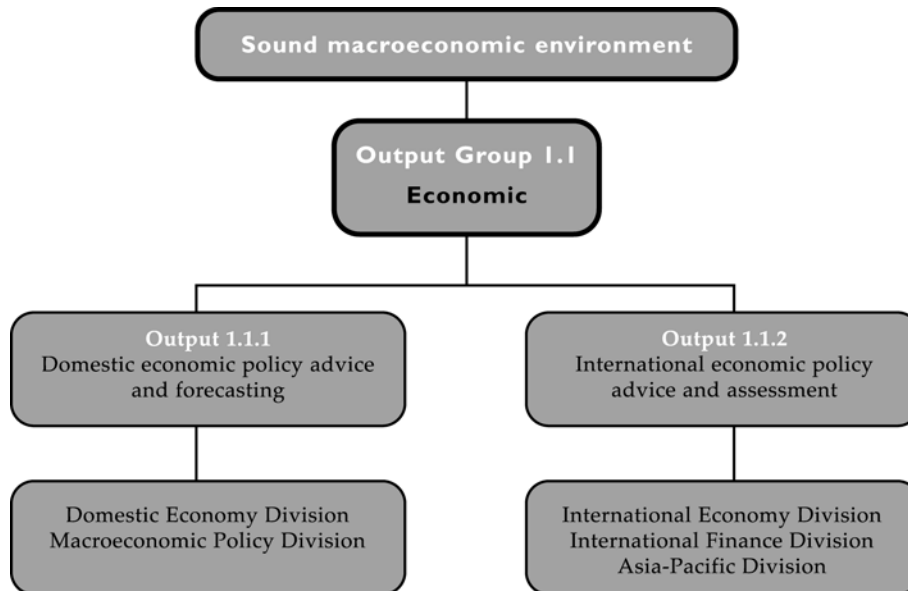 Sound macroeconomic environment
Output Group 1.1
Economic
Output 1.1.1
Domestic economic policy advice
and forecasting
Output 1.1.2
International economic policy
advice and assessment
Domestic Economy Division
Macroeconomic Policy Division
International Economy Division
International Finance Division
Asia-Pacific Division